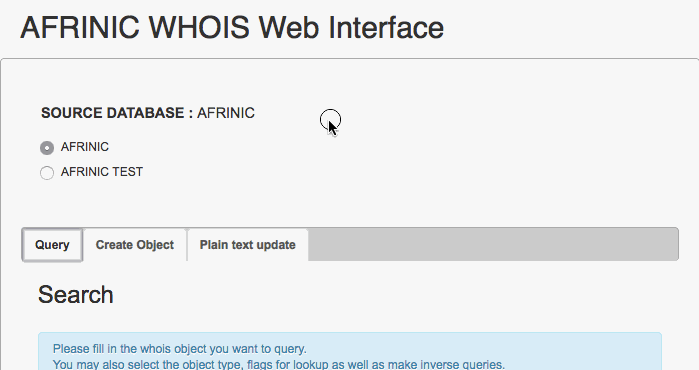 AFRINIC WHOIS Web Interface
SOURCE DATABASE : AFRINIC
AFRINIC
AFRINIC TEST
Query Create Object Plain text update
Search
Please fill in the whois object you want to query.
You may also select the object type, flags for lookup as well as make inverse queries.